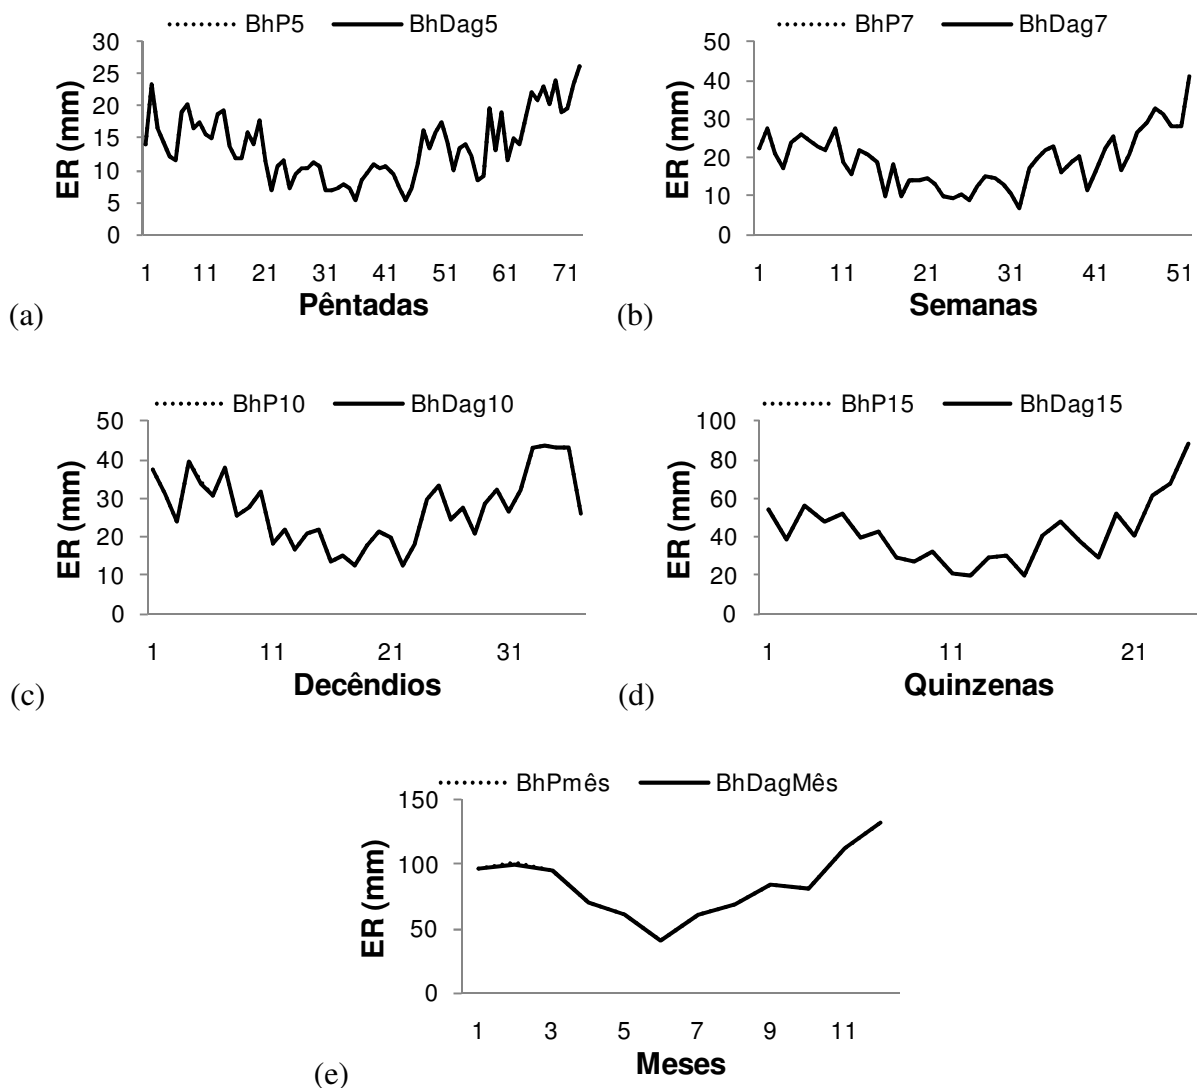 BhP5 BhDag5
30
25
20
15
10
5
0
ER (mm)
1 11 21 31 41 51 61 71
Pêntadas
(a)
BhP7 BhDag7
50
40
30
20
10
0
ER (mm)
1 11 21 31 41 51
Semanas
(b)
BhP10 BhDag10
50
40
30
20
10
0
ER (mm)
1 11 21 31
Decêndios
(c)
BhP15 BhDag15
100
80
60
40
20
0
ER (mm)
1 11 21
Quinzenas
(d)
BhPmês BhDagMês
150
100
50
0
ER (mm)
1 3 5 7 9 11
Meses
(e)